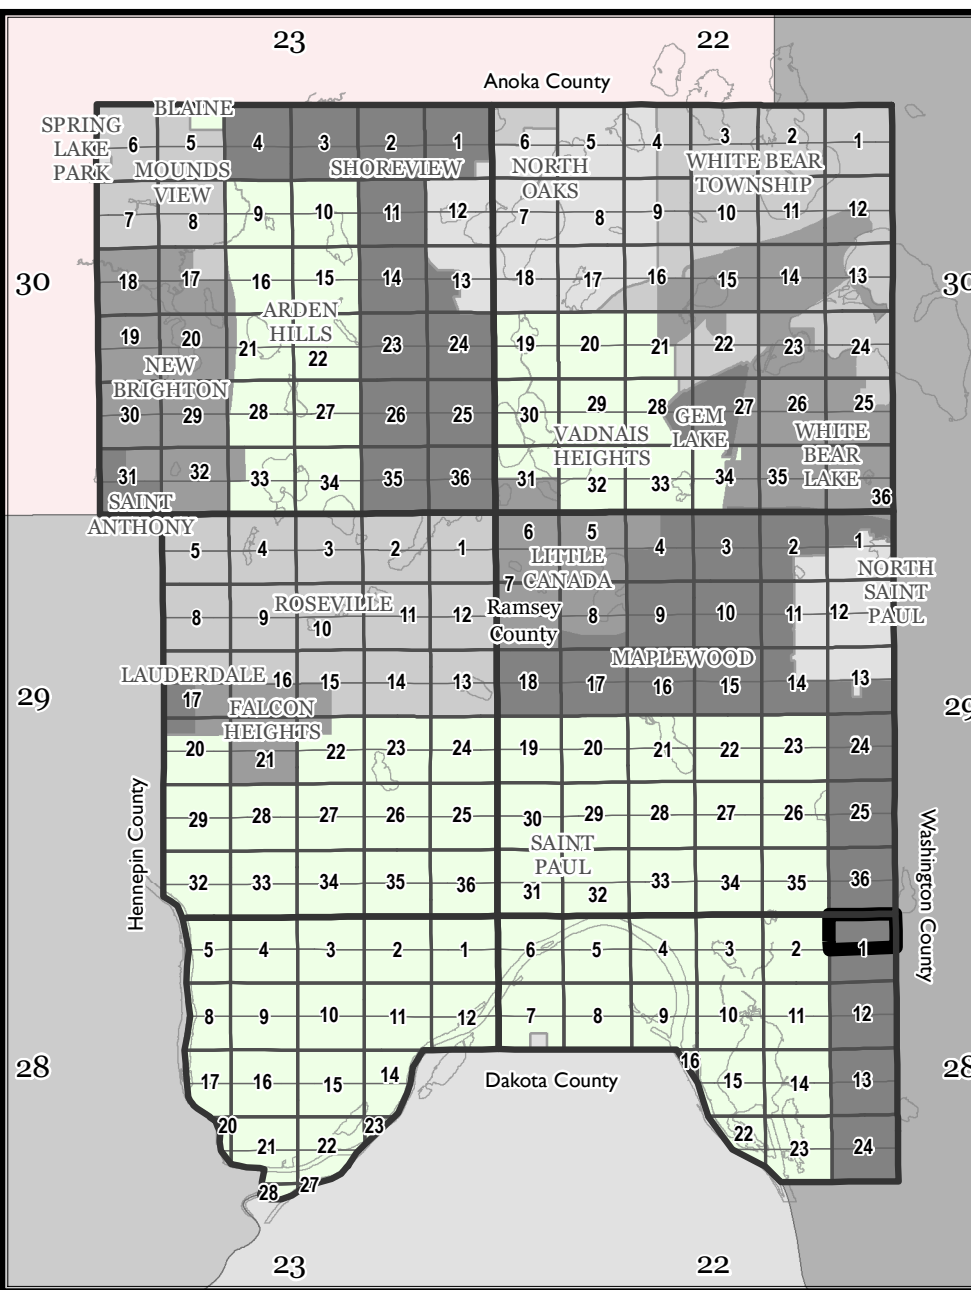 23 22
Anoka County
BLAINE
SPRING
LAKE
PARK
6 5 4 3 2 1 6 5 4 3 2 1
MOUNDS
VIEW
SHOREVIEW
NORTH
OAKS
WHITE BEAR
TOWNSHIP
7 8 9 10 11 12 7 8 9 10 11 12
30 18 17 16 15 14 13 18 17 16 15 14 13 30
ARDEN
HILLS
19 20 21 22 23 24 19 20 21 22 23 24
NEW
BRIGHTON
30 29 28 27 26 25 30 29 28 27 26 25
GEM
LAKE
VADNAIS
HEIGHTS
WHITE
BEAR
LAKE
31 32 33 34 35 36 31 32 33 34 35 36
SAINT
ANTHONY
5 4 3 2 1 6 5 4 3 2 1
LITTLE
CANADA
NORTH
SAINT
PAUL
8 9 10 11 12 7 8 9 10 11 12
ROSEVILLE
Ramsey
County
MAPLEWOOD
LAUDERDALE
29 17 16 15 14 13 18 17 16 15 14 13 29
FALCON
HEIGHTS
20 21 22 23 24 19 20 21 22 23 24
29 28 27 26 25 30 29 28 27 26 25
SAINT
PAUL
32 33 34 35 36 31 32 33 34 35 36
Hennepin County
Washington County
5 4 3 2 1 6 5 4 3 2 1
8 9 10 11 12 7 8 9 10 11 12
28 17 16 15 14 16 15 14 13 28
Dakota County
20 21 22 23 22 23 24
28 27
23 22